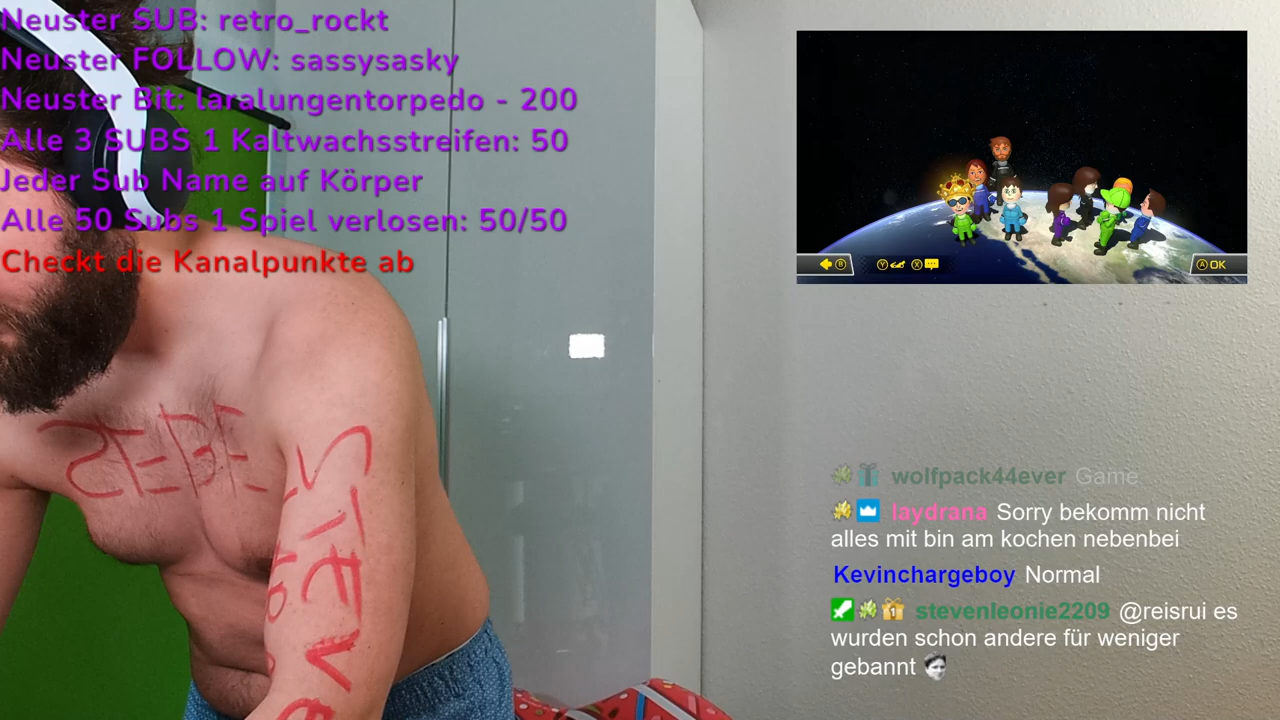 Neuster SUB: retro_rockt
Neuster FOLLOW: sassysasky
Neuster Bit: laralungentorpedo - 200
Alle 3 SUBS 1 Kaltwachsstreifen: 50
Jeder Sub Name auf Körper
Alle 50 Subs 1 Spiel verlosen: 50/50
Checkt die Kanalpunkte ab
B
Y
X
A OK
STEVE
wolfpack44ever Game
laydrana Sorry bekomm nicht
alles mit bin am kochen nebenbei
Kevinchargeboy Normal
1 stevenleonie2209 @reisrui es
wurden schon andere für weniger
gebannt